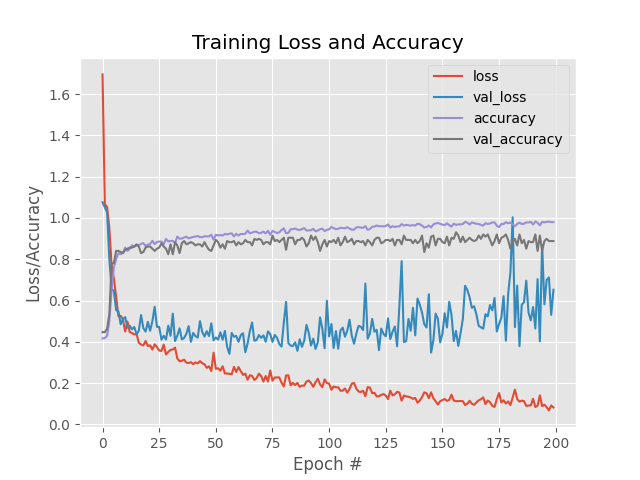 Training Loss and Accuracy
loss
val_loss
accuracy
val_accuracy
Loss/Accuracy
1.6
1.4
1.2
1.0
0.8
0.6
0.4
0.2
0.0
0 25 50 75 100 125 150 175 200
Epoch #